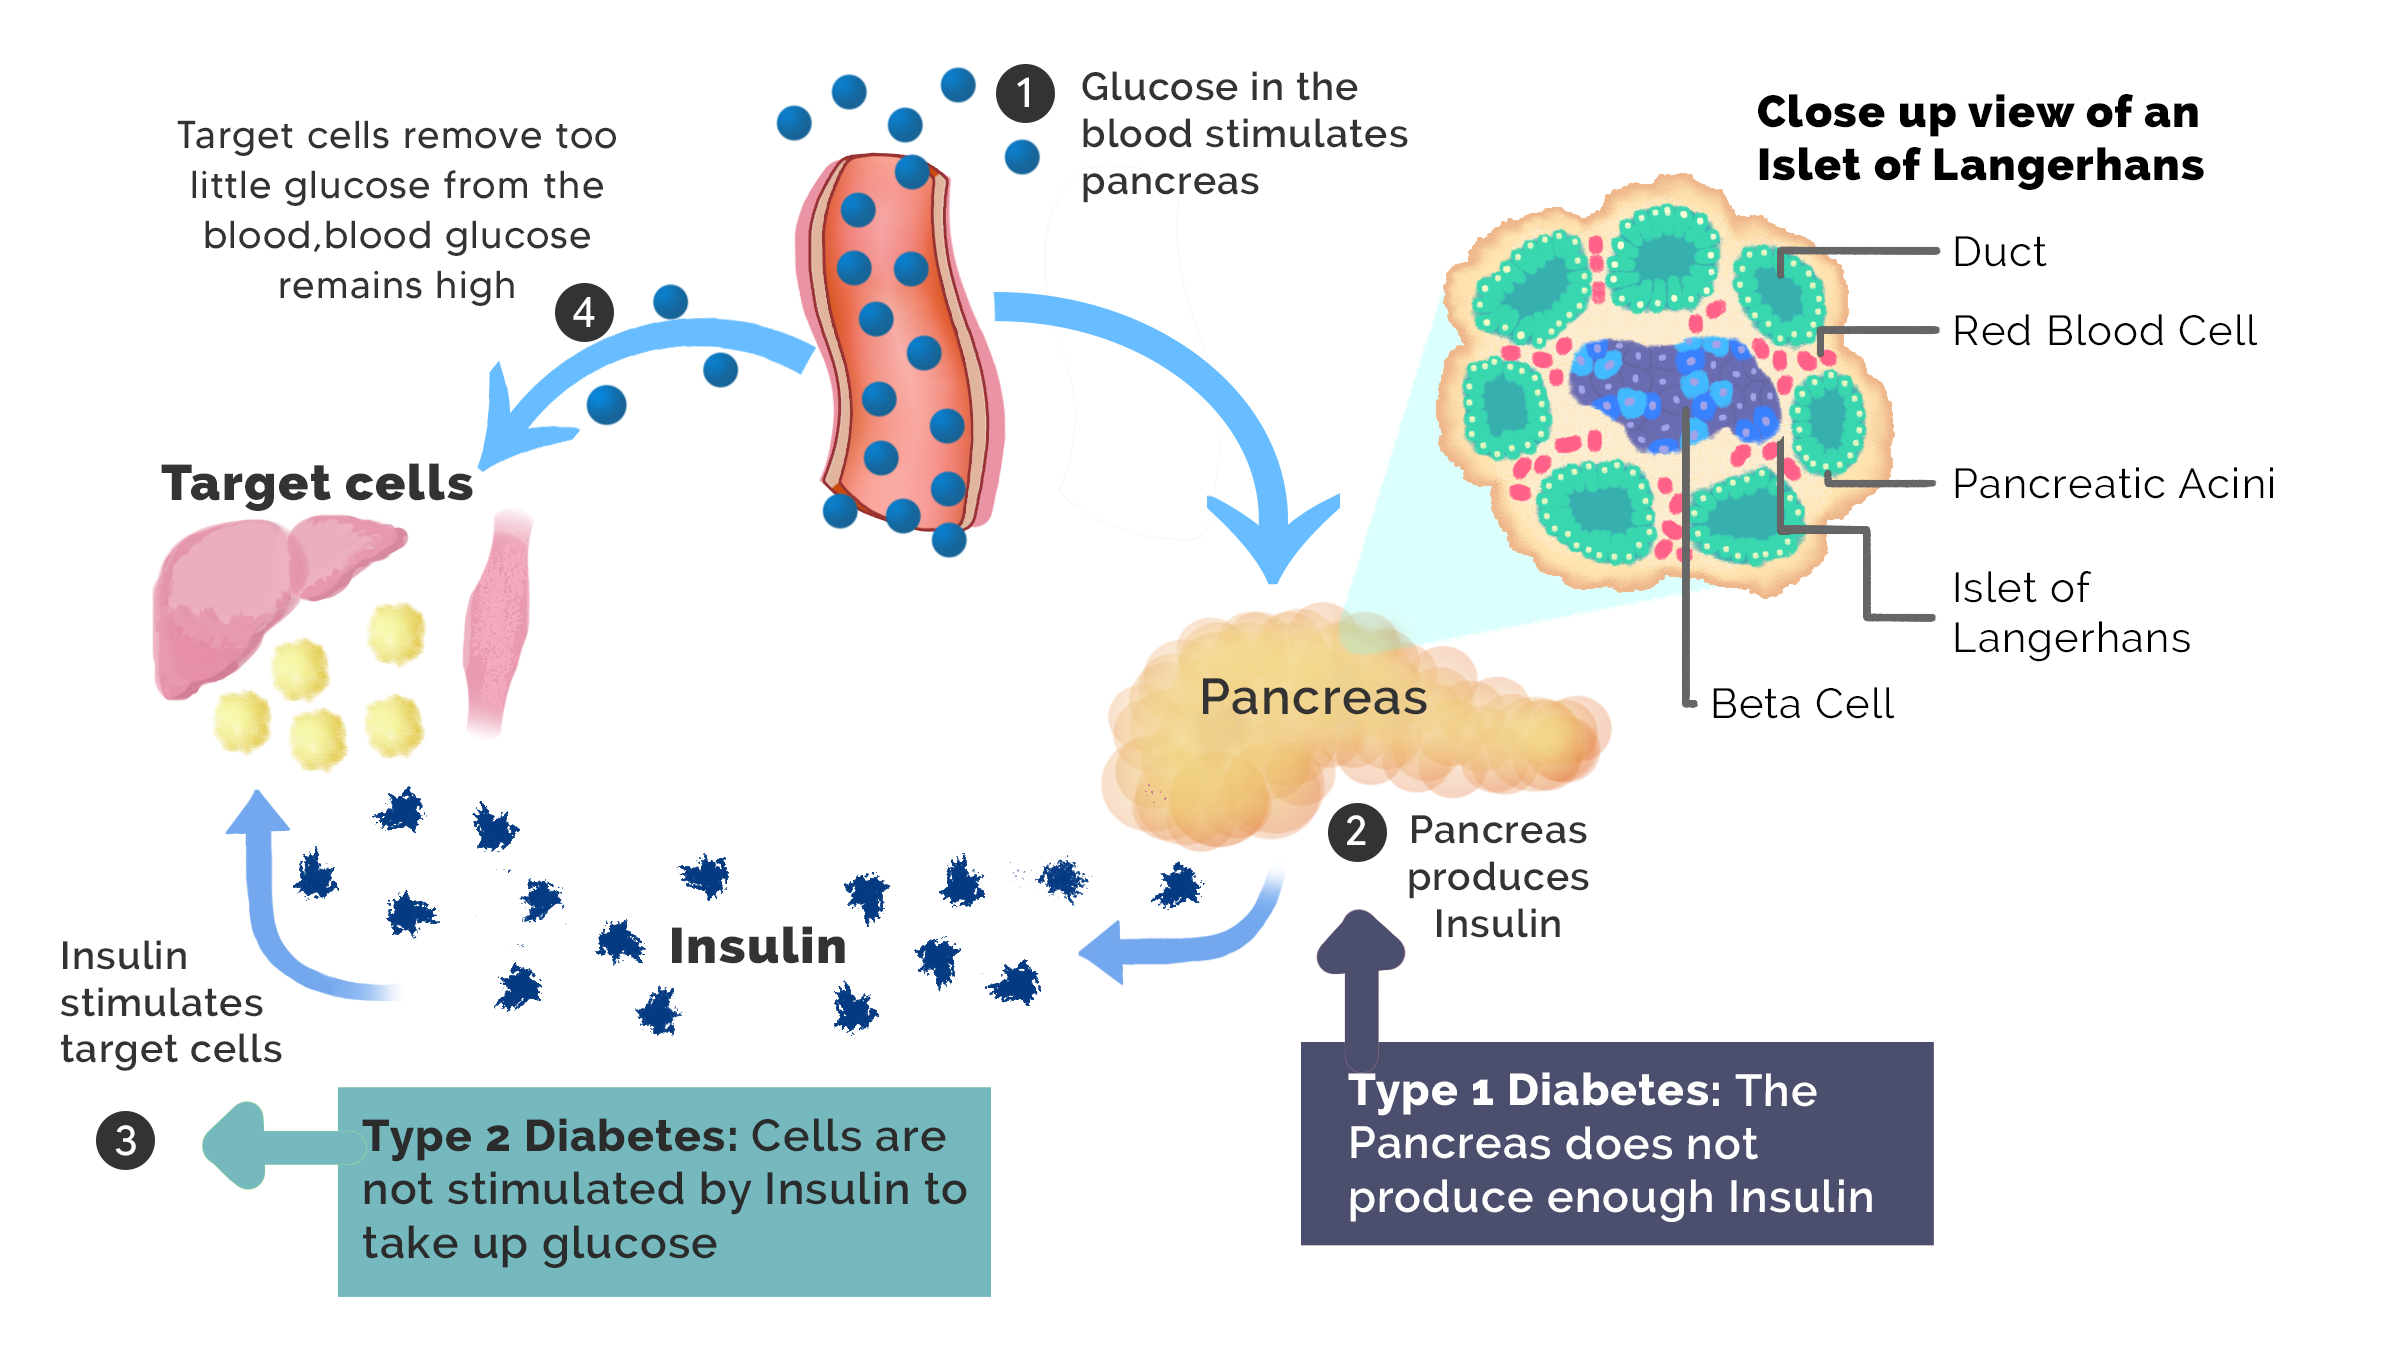 1
Glucose in the
blood stimulates
pancreas
Target cells remove too
little glucose from the
blood,blood glucose
remains high
4
Target cells
Close up view of an
Islet of Langerhans
Duct
Red Blood Cell
Pancreatic Acini
Islet of
Langerhans
Beta Cell
Pancreas
2
Pancreas
produces
Insulin
Insulin
Insulin
stimulates
target cells
3
Type 2 Diabetes: Cells are
not stimulated by Insulin to
take up glucose
Type 1 Diabetes: The
Pancreas does not
produce enough Insulin